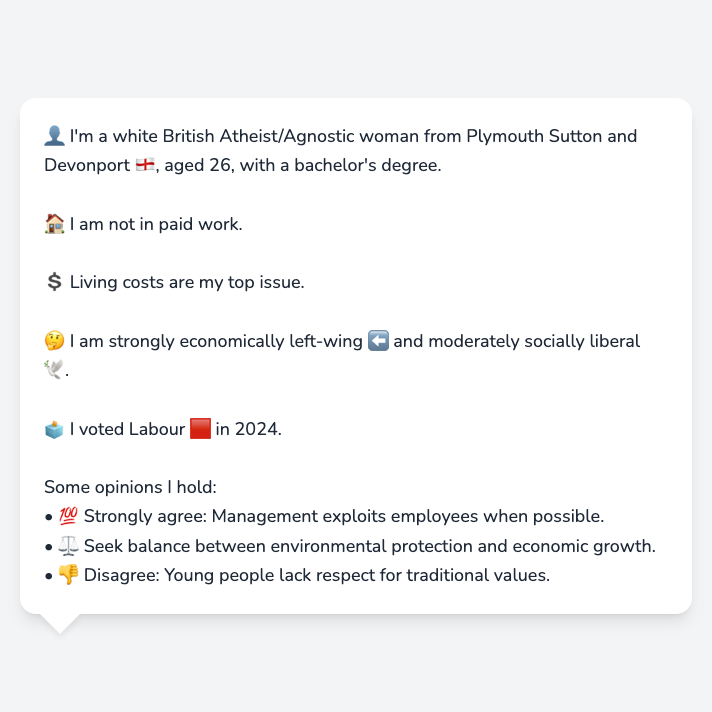 👤 I'm a white British Atheist/Agnostic woman from Plymouth Sutton and
Devonport 🏴󠁧󠁢󠁥󠁮󠁧󠁿, aged 26, with a bachelor's degree.
🏠 I am not in paid work.
💲 Living costs are my top issue.
🤔 I am strongly economically left-wing ⬅️ and moderately socially liberal
🕊️.
🗳️ I voted Labour 🟥 in 2024.
Some opinions I hold:
• 💯 Strongly agree: Management exploits employees when possible.
• ⚖️ Seek balance between environmental protection and economic growth.
• 👎 Disagree: Young people lack respect for traditional values.